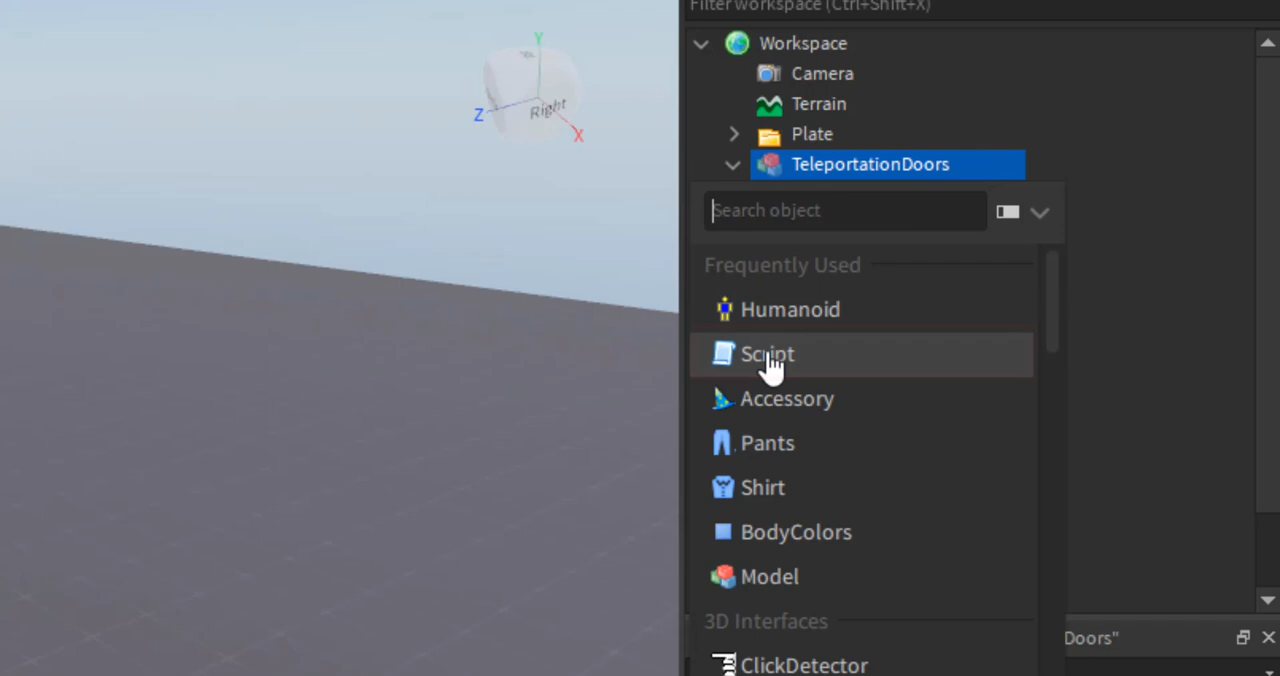 Filter workspace (Ctrl+Shift+X)
Workspace
Camera
Terrain
Plate
TeleportationDoors
Search object
Frequently Used
Humanoid
Script
Accessory
Pants
Shirt
BodyColors
Model
3D Interfaces
Doors"
ClickDetector
Y
Z
Right
X